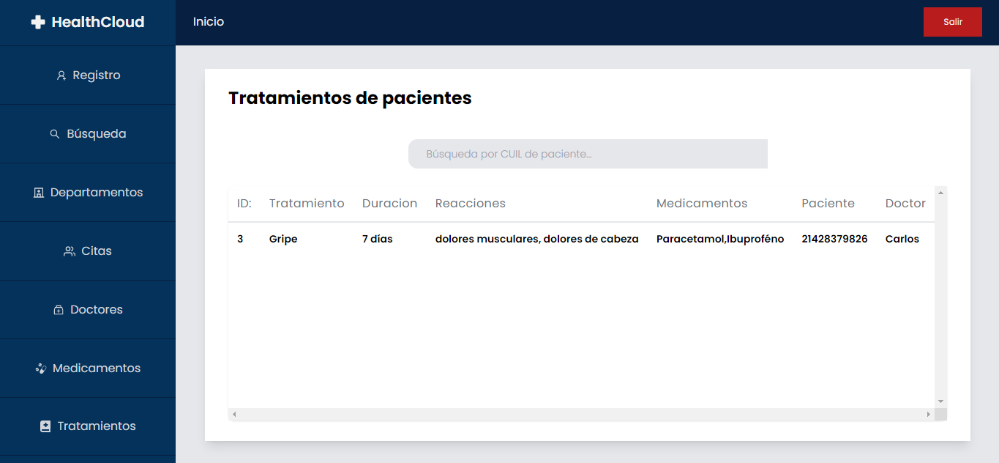 HealthCloud
Inicio
Salir
Registro
Búsqueda
Departamentos
Citas
Doctores
Medicamentos
Tratamientos
Tratamientos de pacientes
Búsqueda por CUIL de paciente...
ID: Tratamiento Duracion Reacciones Medicamentos Paciente Doctor
3 Gripe 7 días dolores musculares, dolores de cabeza Paracetamol,Ibuproféno 21428379826 Carlos